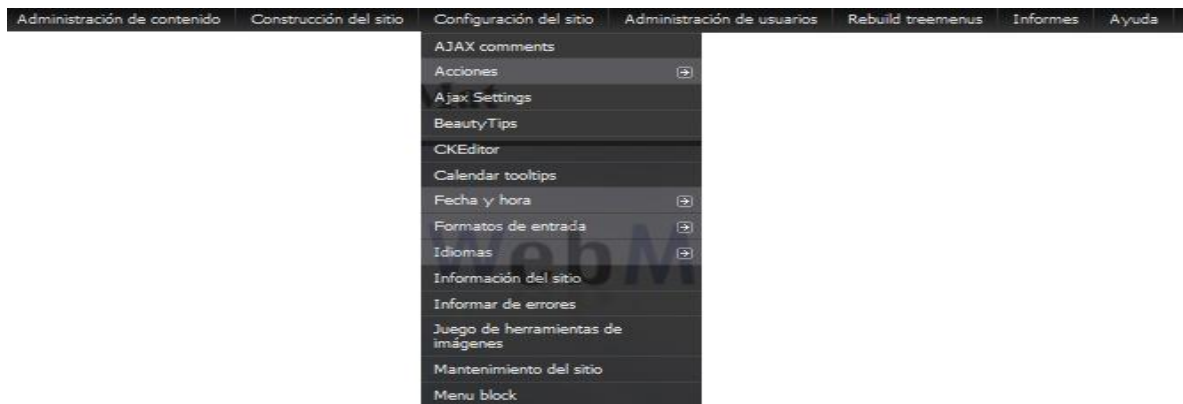 Administración de contenido Construcción del sitio Configuración del sitio Administración de usuarios Rebuild treemenus Informes Ayuda
AJAX comments
Acciones
Ajax Settings
BeautyTips
CKEditor
Calendar tooltips
Fecha y hora
Formatos de entrada
Idiomas
Información del sitio
Informar de errores
Juego de herramientas de
imágenes
Mantenimiento del sitio
Menu block